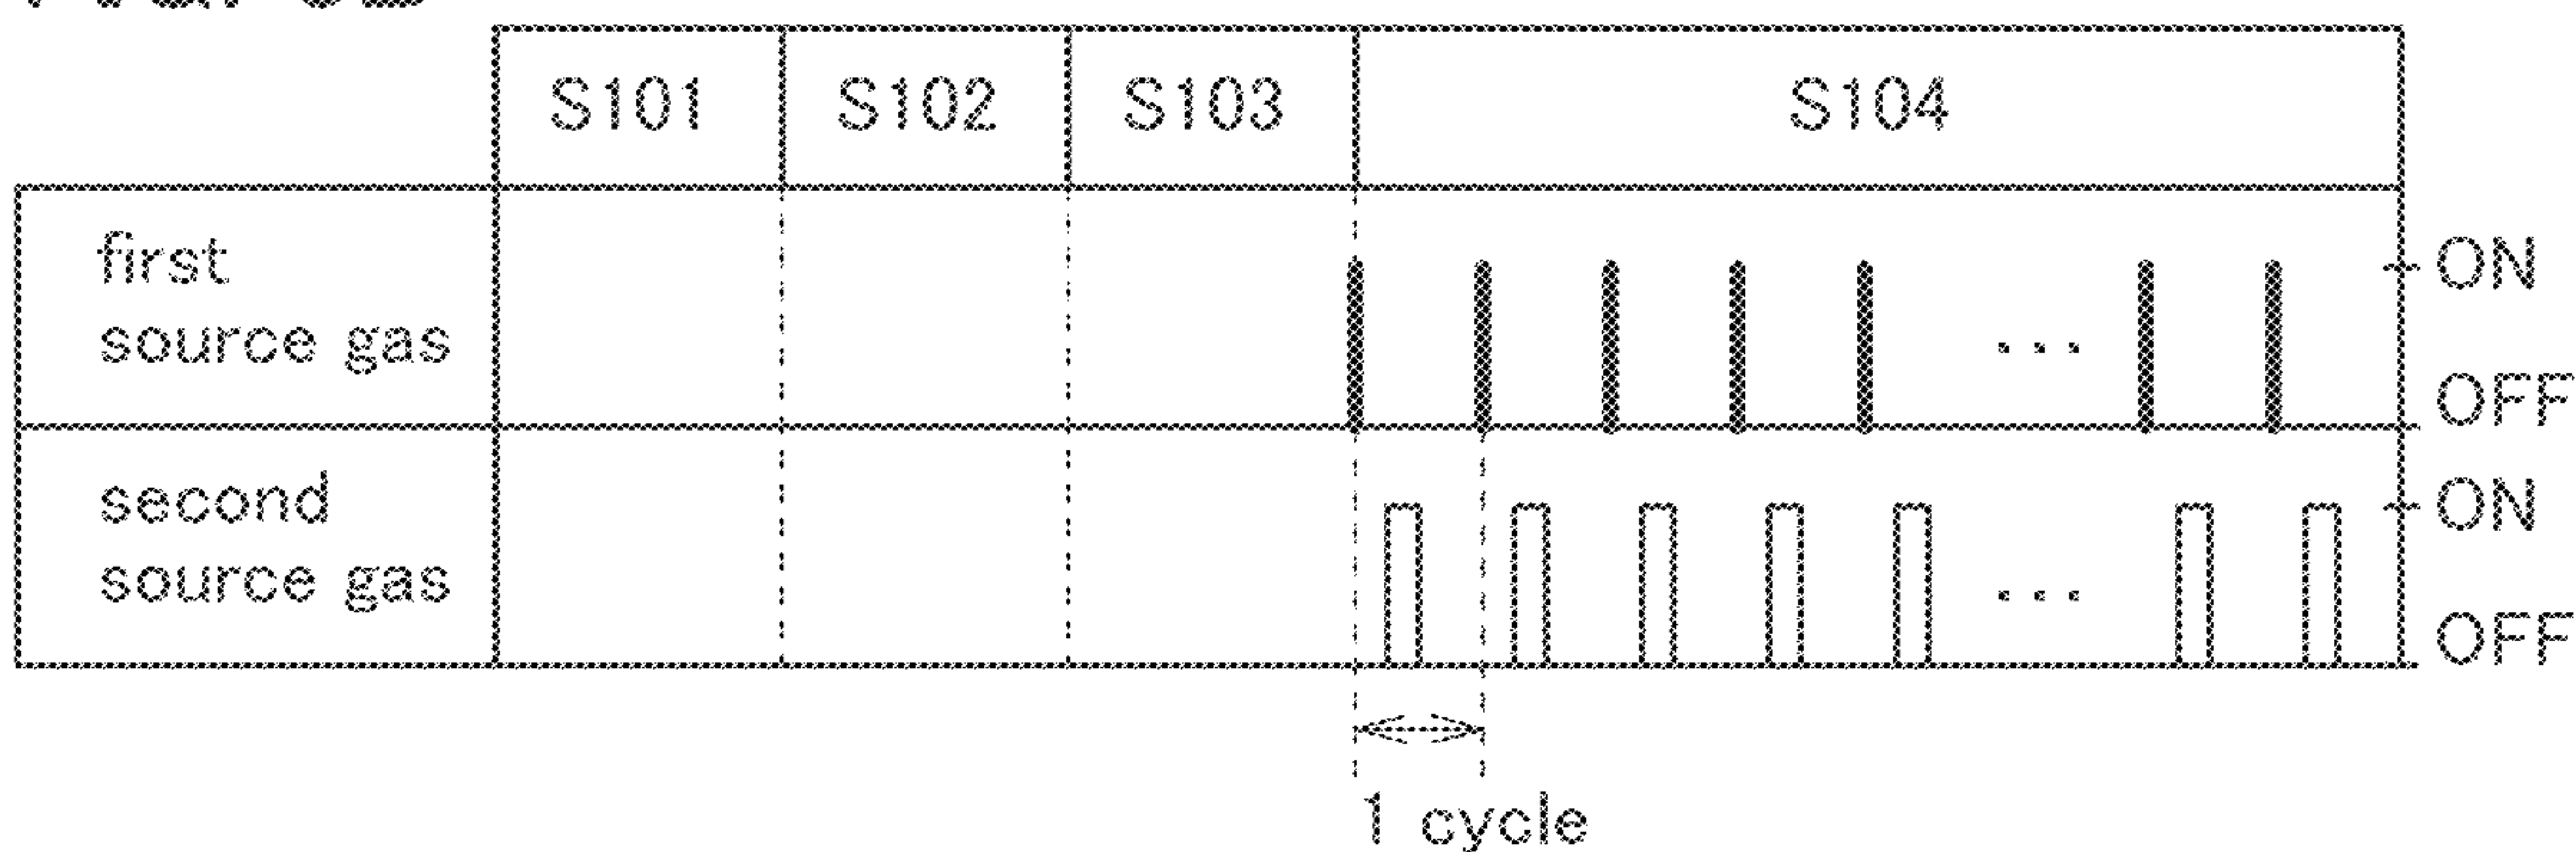 S101 S102 S103 S104
first
source gas
ON
...
OFF
second
source gas
ON
...
OFF
1 cycle